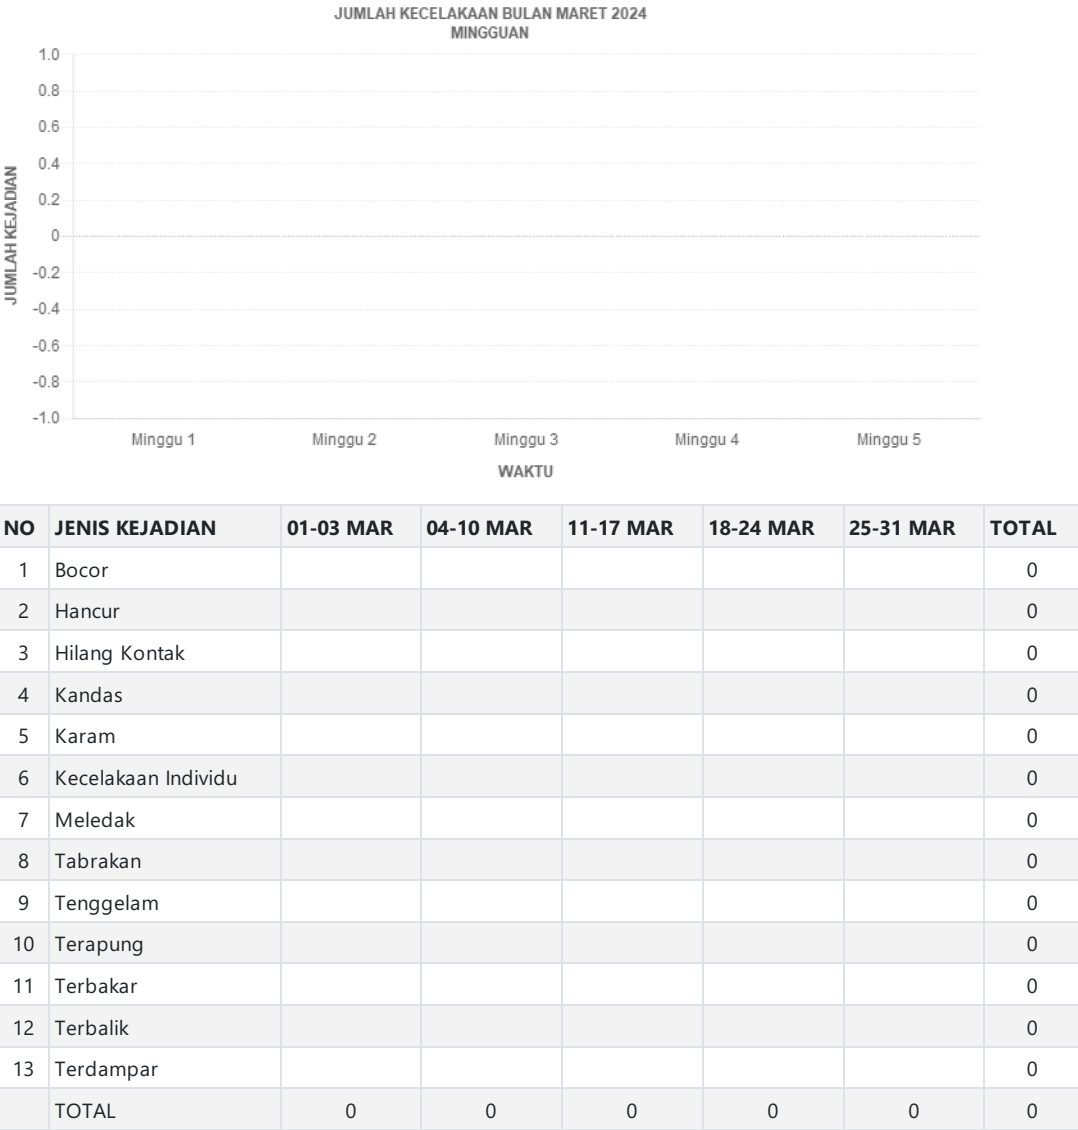 JUMLAH KECELAKAAN BULAN MARET 2024
MINGGUAN
1.0
0.8
0.6
0.4
0.2
0
-0.2
-0.4
-0.6
-0.8
-1.0
JUMLAH KEJADIAN
Minggu 1 Minggu 2 Minggu 3 Minggu 4 Minggu 5
WAKTU
NO JENIS KEJADIAN 01-03 MAR 04-10 MAR 11-17 MAR 18-24 MAR 25-31 MAR TOTAL
1 Bocor 0
2 Hancur 0
3 Hilang Kontak 0
4 Kandas 0
5 Karam 0
6 Kecelakaan Individu 0
7 Meledak 0
8 Tabrakan 0
9 Tenggelam 0
10 Terapung 0
11 Terbakar 0
12 Terbalik 0
13 Terdampar 0
TOTAL 0 0 0 0 0 0